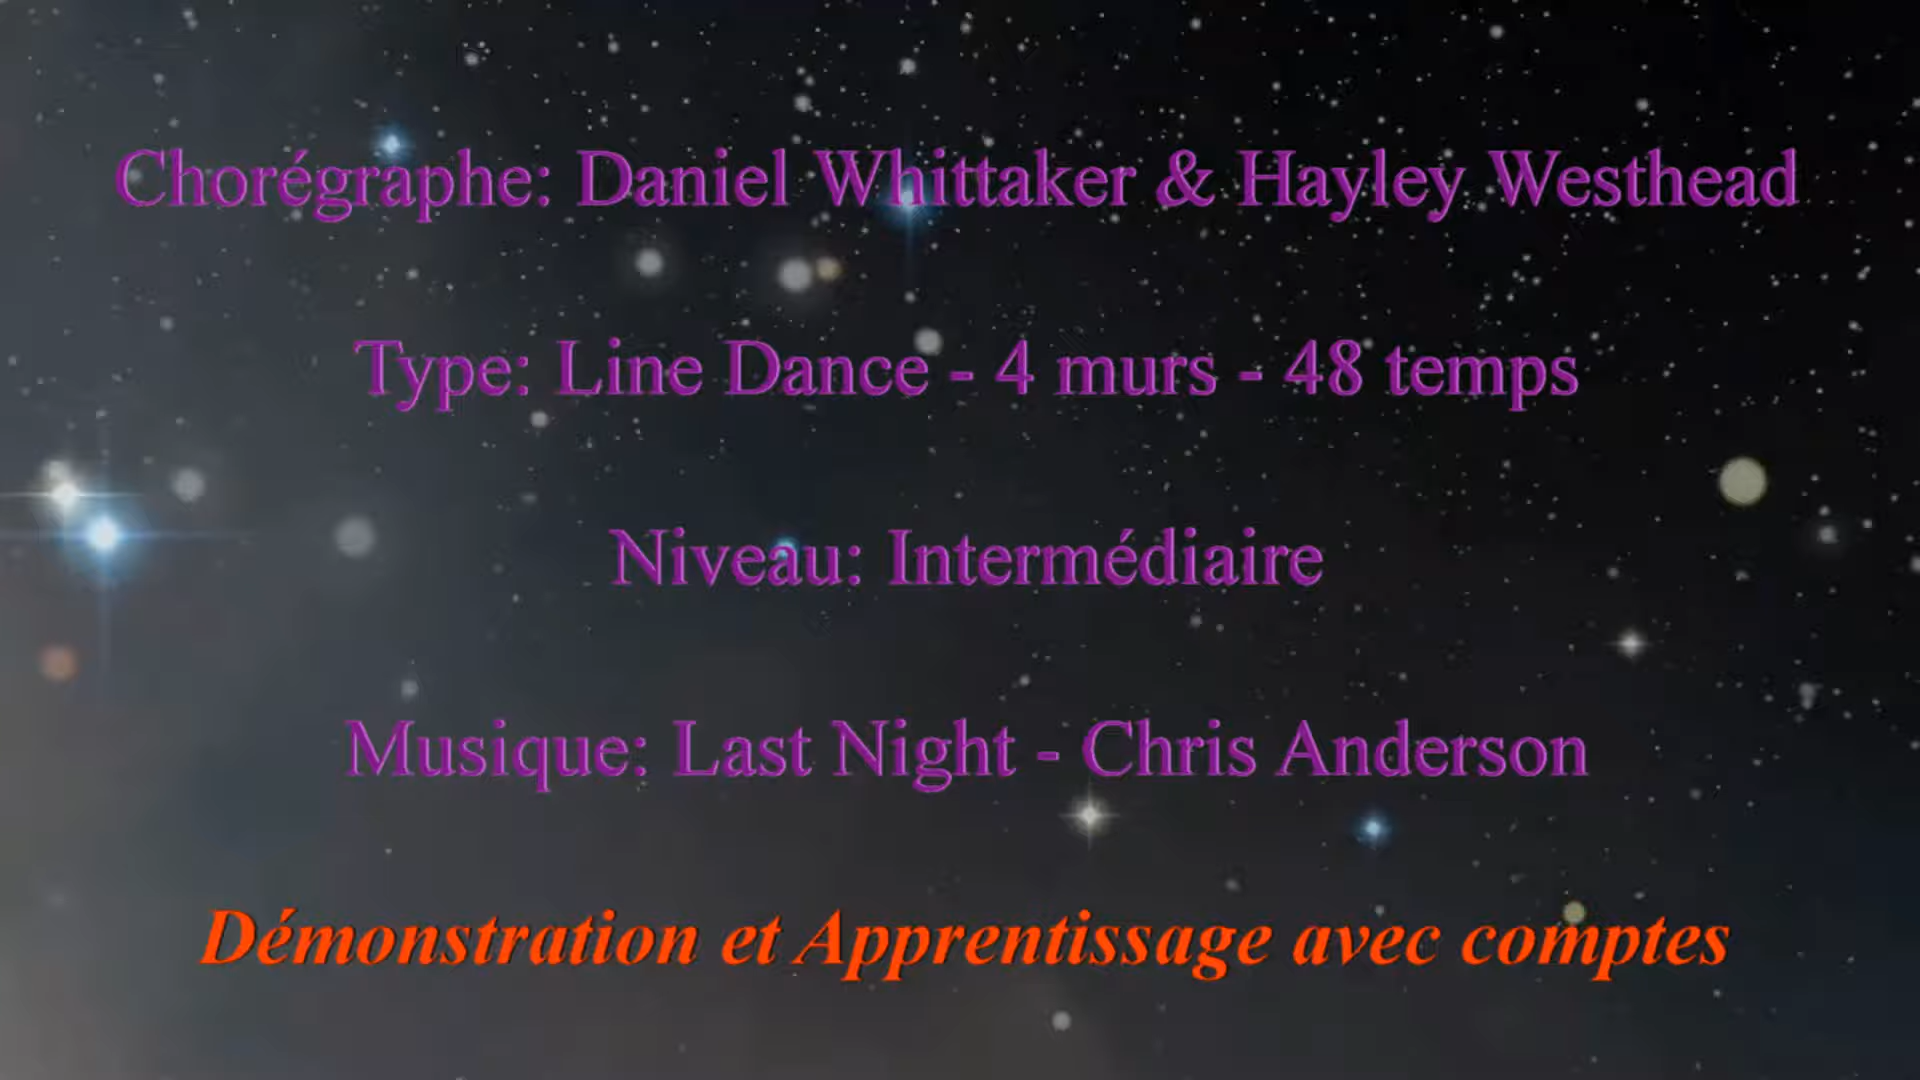 Chorégraphe: Daniel Whittaker & Hayley Westhead
Type: Line Dance - 4 murs - 48 temps
Niveau: Intermédiaire
Musique: Last Night - Chris Anderson
Démonstration et Apprentissage avec comptes